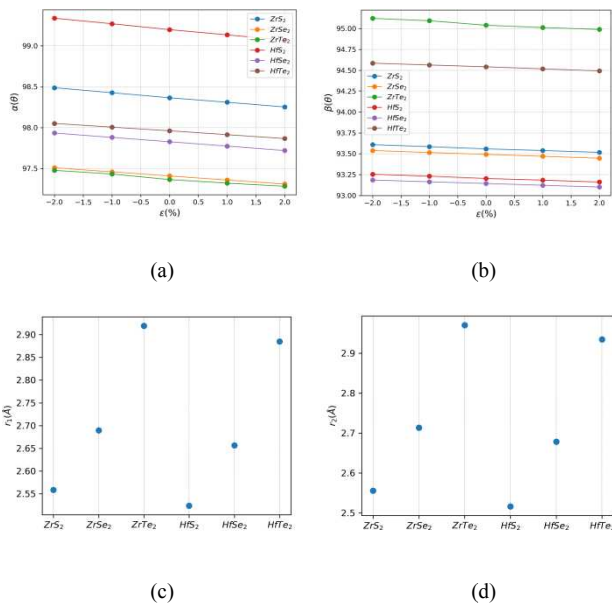 99.0
98.5
98.0
97.5
α(θ)
−2.0 −1.5 −1.0 −0.5 0.0 0.5 1.0 1.5 2.0
ε(%)
ZrS₂
ZrSe₂
ZrTe₂
HfS₂
HfSe₂
HfTe₂
(a)
95.00
94.75
94.50
94.25
94.00
93.75
93.50
93.25
93.00
β(θ)
−2.0 −1.5 −1.0 −0.5 0.0 0.5 1.0 1.5 2.0
ε(%)
ZrS₂
ZrSe₂
ZrTe₂
HfS₂
HfSe₂
HfTe₂
(b)
2.90
2.85
2.80
2.75
2.70
2.65
2.60
2.55
r₁(Å)
ZrS₂ ZrSe₂ ZrTe₂ HfS₂ HfSe₂ HfTe₂
(c)
2.9
2.8
2.7
2.6
2.5
r₂(Å)
ZrS₂ ZrSe₂ ZrTe₂ HfS₂ HfSe₂ HfTe₂
(d)